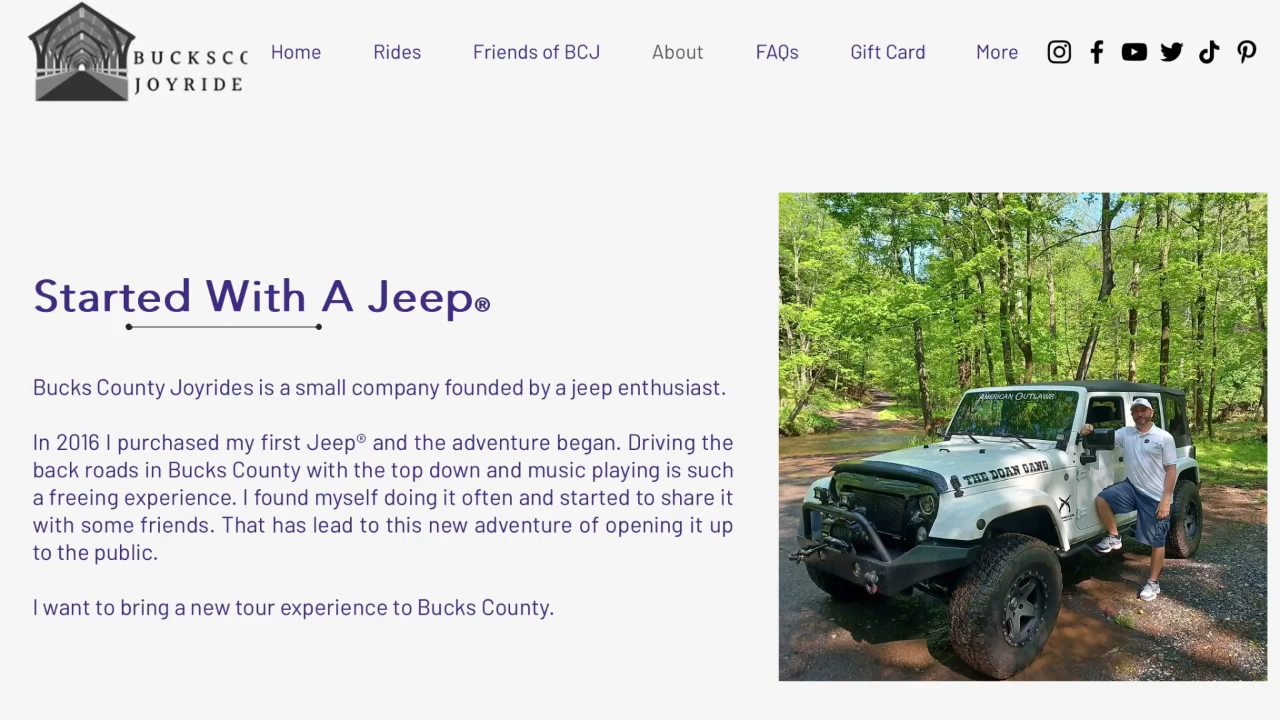 BUCKSCO
JOYRIDE
Home Rides Friends of BCJ About FAQs Gift Card More
Started With A Jeep®
Bucks County Joyrides is a small company founded by a jeep enthusiast.
In 2016 I purchased my first Jeep® and the adventure began. Driving the
back roads in Bucks County with the top down and music playing is such
a freeing experience. I found myself doing it often and started to share it
with some friends. That has lead to this new adventure of opening it up
to the public.
I want to bring a new tour experience to Bucks County.
AMERICAN OUTLAWS
THE DOAN GANG